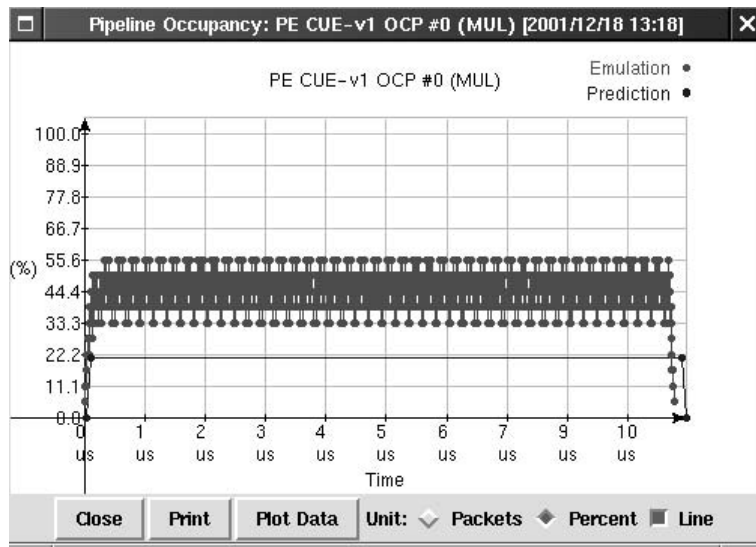 Pipeline Occupancy: PE CUE-v1 OCP #0 (MUL) [2001/12/18 13:18]
PE CUE-v1 OCP #0 (MUL)
Emulation
Prediction
100.0
88.9
77.8
66.7
55.6
(%)
44.4
33.3
22.2
11.1
0.0
0 1 2 3 4 5 6 7 8 9 10
us us us us us us us us us us us
Time
Close Print Plot Data Unit: Packets Percent Line